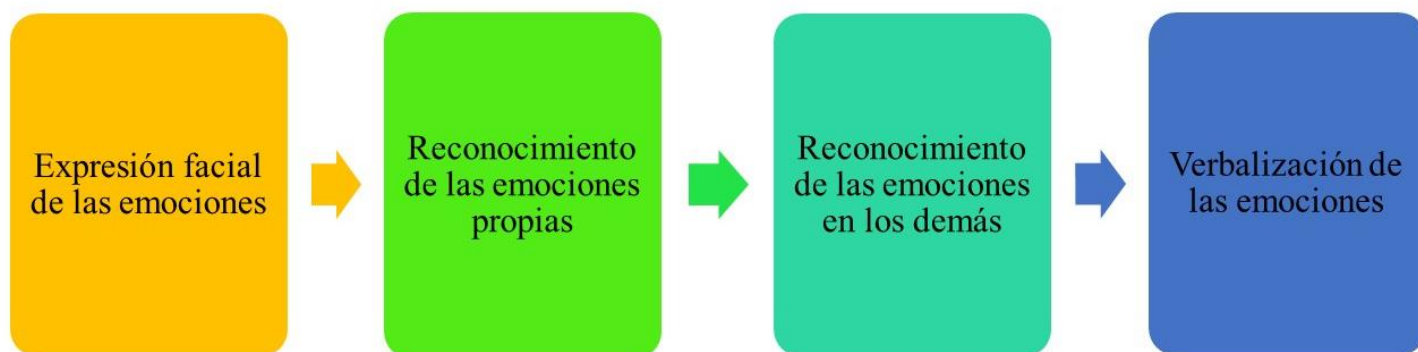 Expresión facial
de las emociones
Reconocimiento
de las emociones
propias
Reconocimiento
de las emociones
en los demás
Verbalización de
las emociones